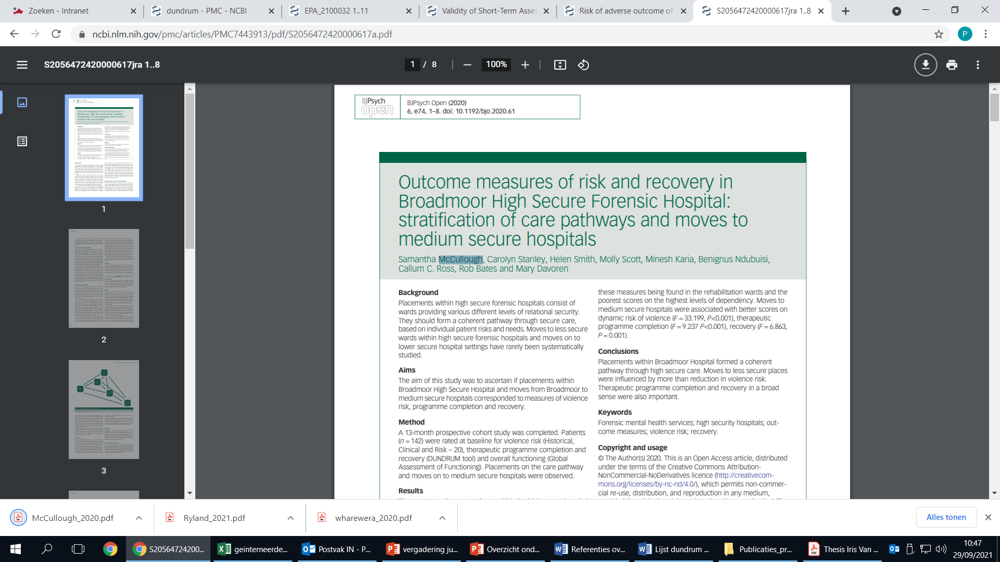 Zoeken - Intranet
dundrum - PMC - NCBI
EPA_2100032 1..11
Validity of Short-Term Asses
Risk of adverse outcome of
S2056472420000617jra 1..8
ncbi.nlm.nih.gov/pmc/articles/PMC7443913/pdf/S2056472420000617a.pdf
P
S2056472420000617jra 1..8
1 / 8
100%
BJPsych
open
BJPsych Open (2020)
6, e74, 1–8. doi: 10.1192/bjo.2020.61
Outcome measures of risk and recovery in
Broadmoor High Secure Forensic Hospital:
stratification of care pathways and moves to
medium secure hospitals
Samantha McCullough, Carolyn Stanley, Helen Smith, Molly Scott, Minesh Karia, Benignus Ndubuisi,
Callum C. Ross, Rob Bates and Mary Davoren
Background
Placements within high secure forensic hospitals consist of
wards providing various different levels of relational security.
They should form a coherent pathway through secure care,
based on individual patient risks and needs. Moves to less secure
wards within high secure forensic hospitals and moves on to
lower secure hospital settings have rarely been systematically
studied.
Aims
The aim of this study was to ascertain if placements within
Broadmoor High Secure Hospital and moves from Broadmoor to
medium secure hospitals corresponded to measures of violence
risk, programme completion and recovery.
Method
A 13-month prospective cohort study was completed. Patients
(n = 142) were rated at baseline for violence risk (Historical,
Clinical and Risk – 20), therapeutic programme completion and
recovery (DUNDRUM tool) and overall functioning (Global
Assessment of Functioning). Placements on the care pathway
and moves on to medium secure hospitals were observed.
Results
these measures being found in the rehabilitation wards and the
poorest scores on the highest levels of dependency. Moves to
medium secure hospitals were associated with better scores on
dynamic risk of violence (F = 33.199, P<0.001), therapeutic
programme completion (F = 9.237 P<0.001), recovery (F = 6.863,
P = 0.001).
Conclusions
Placements within Broadmoor Hospital formed a coherent
pathway through high secure care. Moves to less secure places
were influenced by more than reduction in violence risk.
Therapeutic programme completion and recovery in a broad
sense were also important.
Keywords
Forensic mental health services; high security hospitals; out-
come measures; violence risk; recovery.
Copyright and usage
© The Author(s) 2020. This is an Open Access article, distributed
under the terms of the Creative Commons Attribution-
NonCommercial-NoDerivatives licence (http://creativecom-
mons.org/licenses/by-nc-nd/4.0/), which permits non-commer-
cial re-use, distribution, and reproduction in any medium,
1
2
3
McCullough_2020.pdf
Ryland_2021.pdf
wharewera_2020.pdf
Alles tonen
S20564724200...
geinterneerde...
Postvak IN - P...
vergadering ju...
Overzicht ond...
Referenties ov...
Lijst dundrum ...
Publicaties_pr...
Thesis Iris Van ...
10:47
29/09/2021